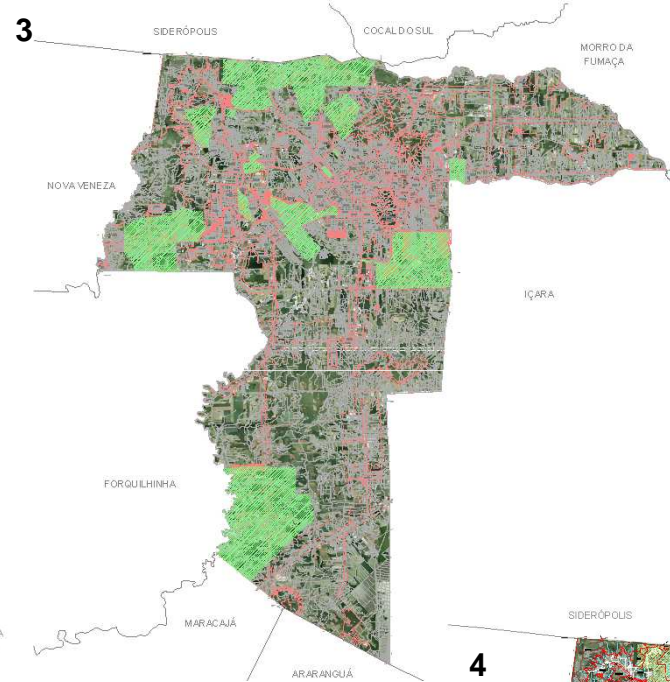 3
SIDERÓPOLIS
COCAL DO SUL
MORRO DA
FUMAÇA
NOVA VENEZA
IÇARA
FORQUILHINHA
MARACAJÁ
ARARANGUÁ
SIDERÓPOLIS
4